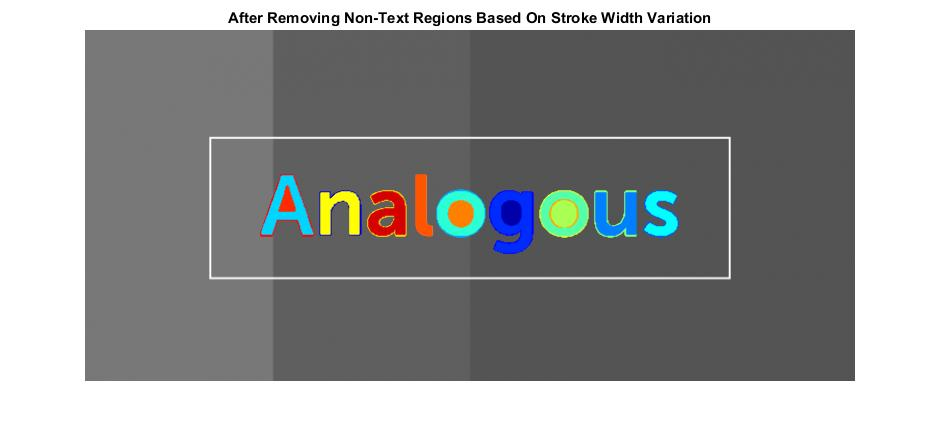 After Removing Non-Text Regions Based On Stroke Width Variation
Analogous